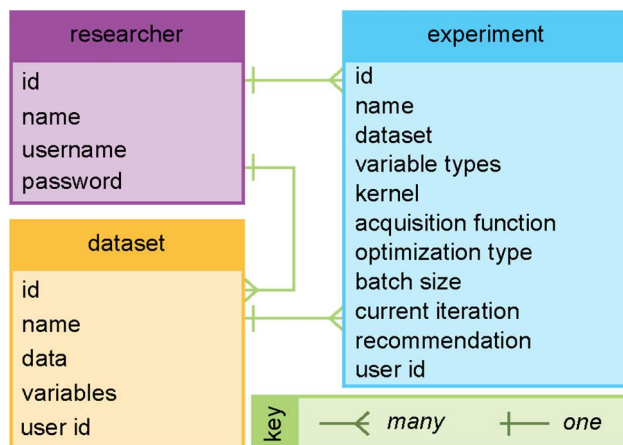 researcher
id
name
username
password
experiment
id
name
dataset
variable types
kernel
acquisition function
optimization type
batch size
current iteration
recommendation
user id
dataset
id
name
data
variables
user id
key
many
one